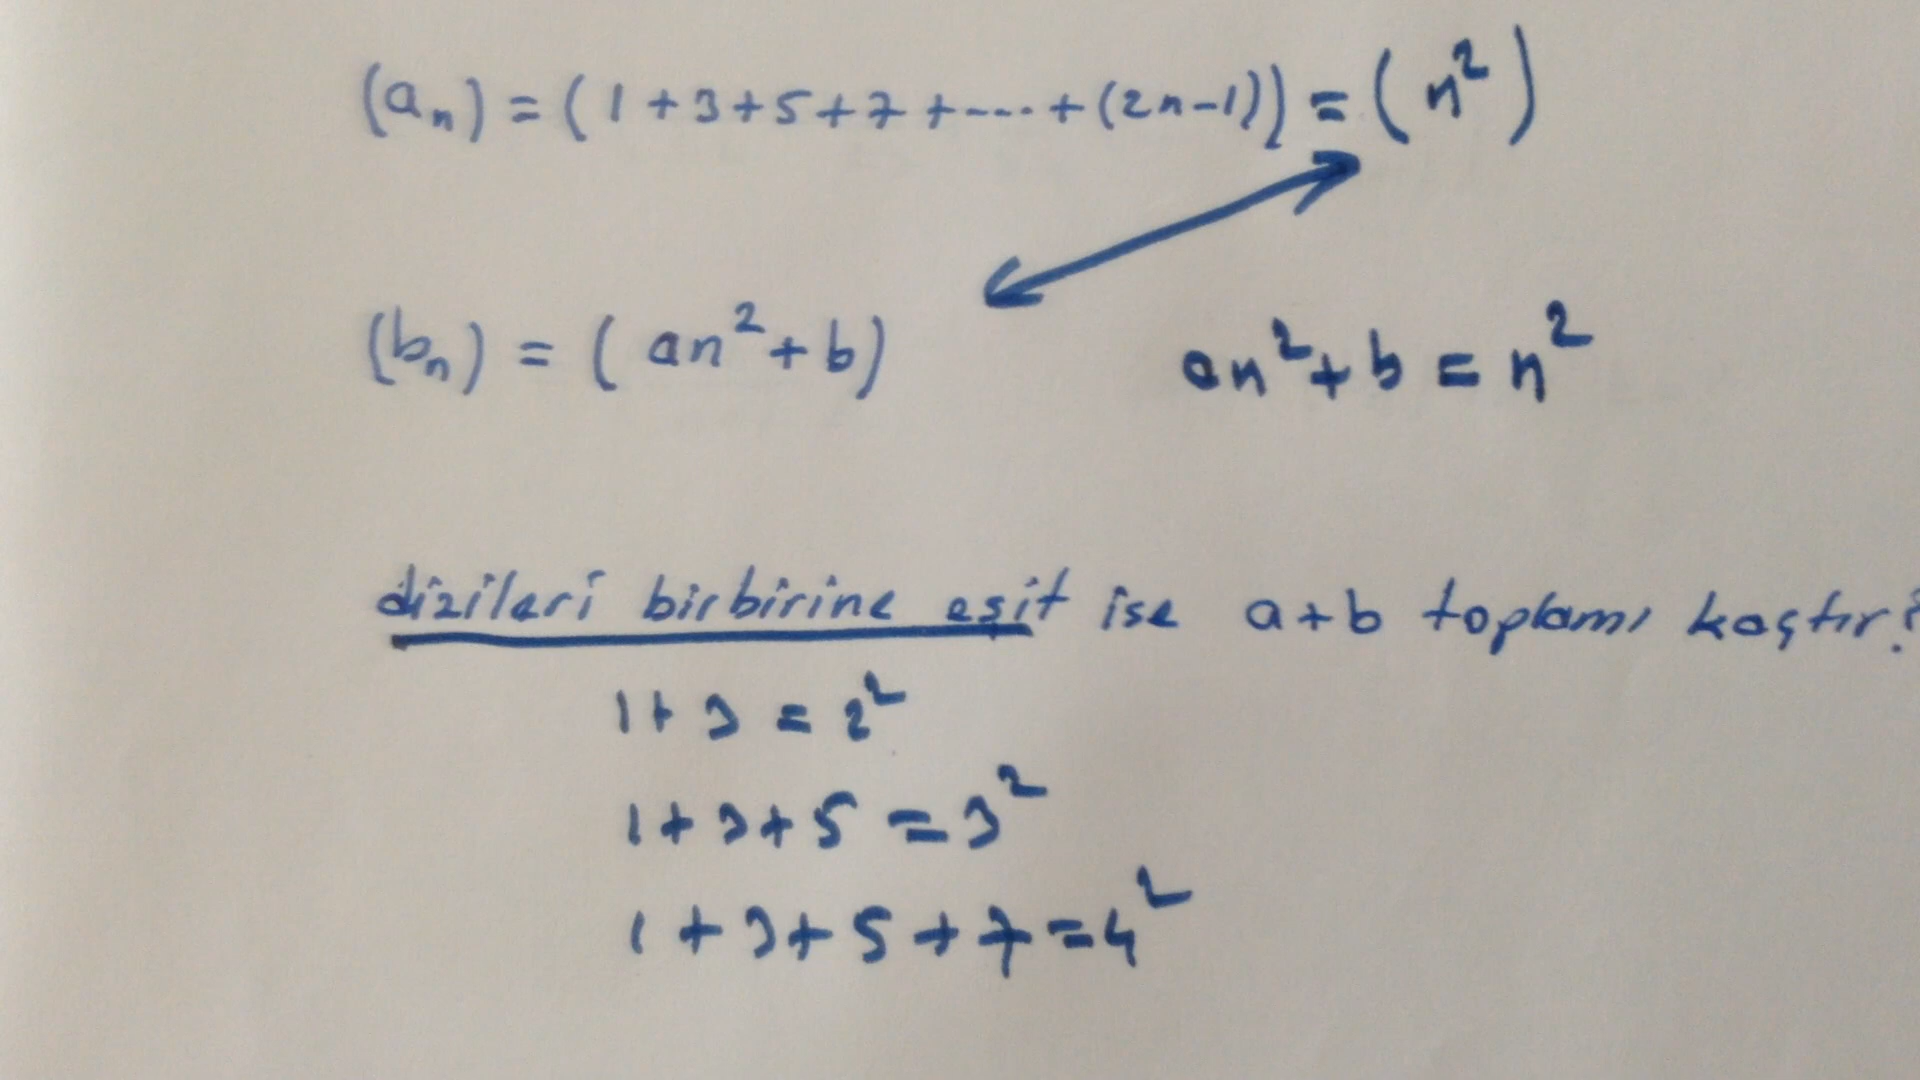 (aₙ) = (1+3+5+7+----+(2n-1)) = (n²)
(bₙ) = (an²+b)
an²+b = n²
dizileri birbirine eşit ise a+b toplamı kaçtır?
1+3 = 2²
1+3+5 = 3²
1+3+5+7=4²